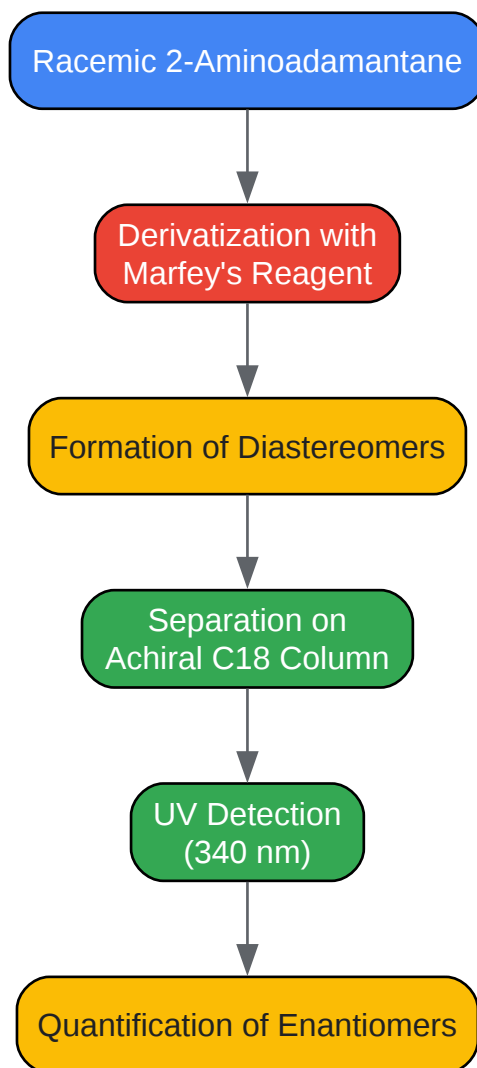 Racemic 2-Aminoadamantane
Derivatization with
Marfey's Reagent
Formation of Diastereomers
Separation on
Achiral C18 Column
UV Detection
(340 nm)
Quantification of Enantiomers